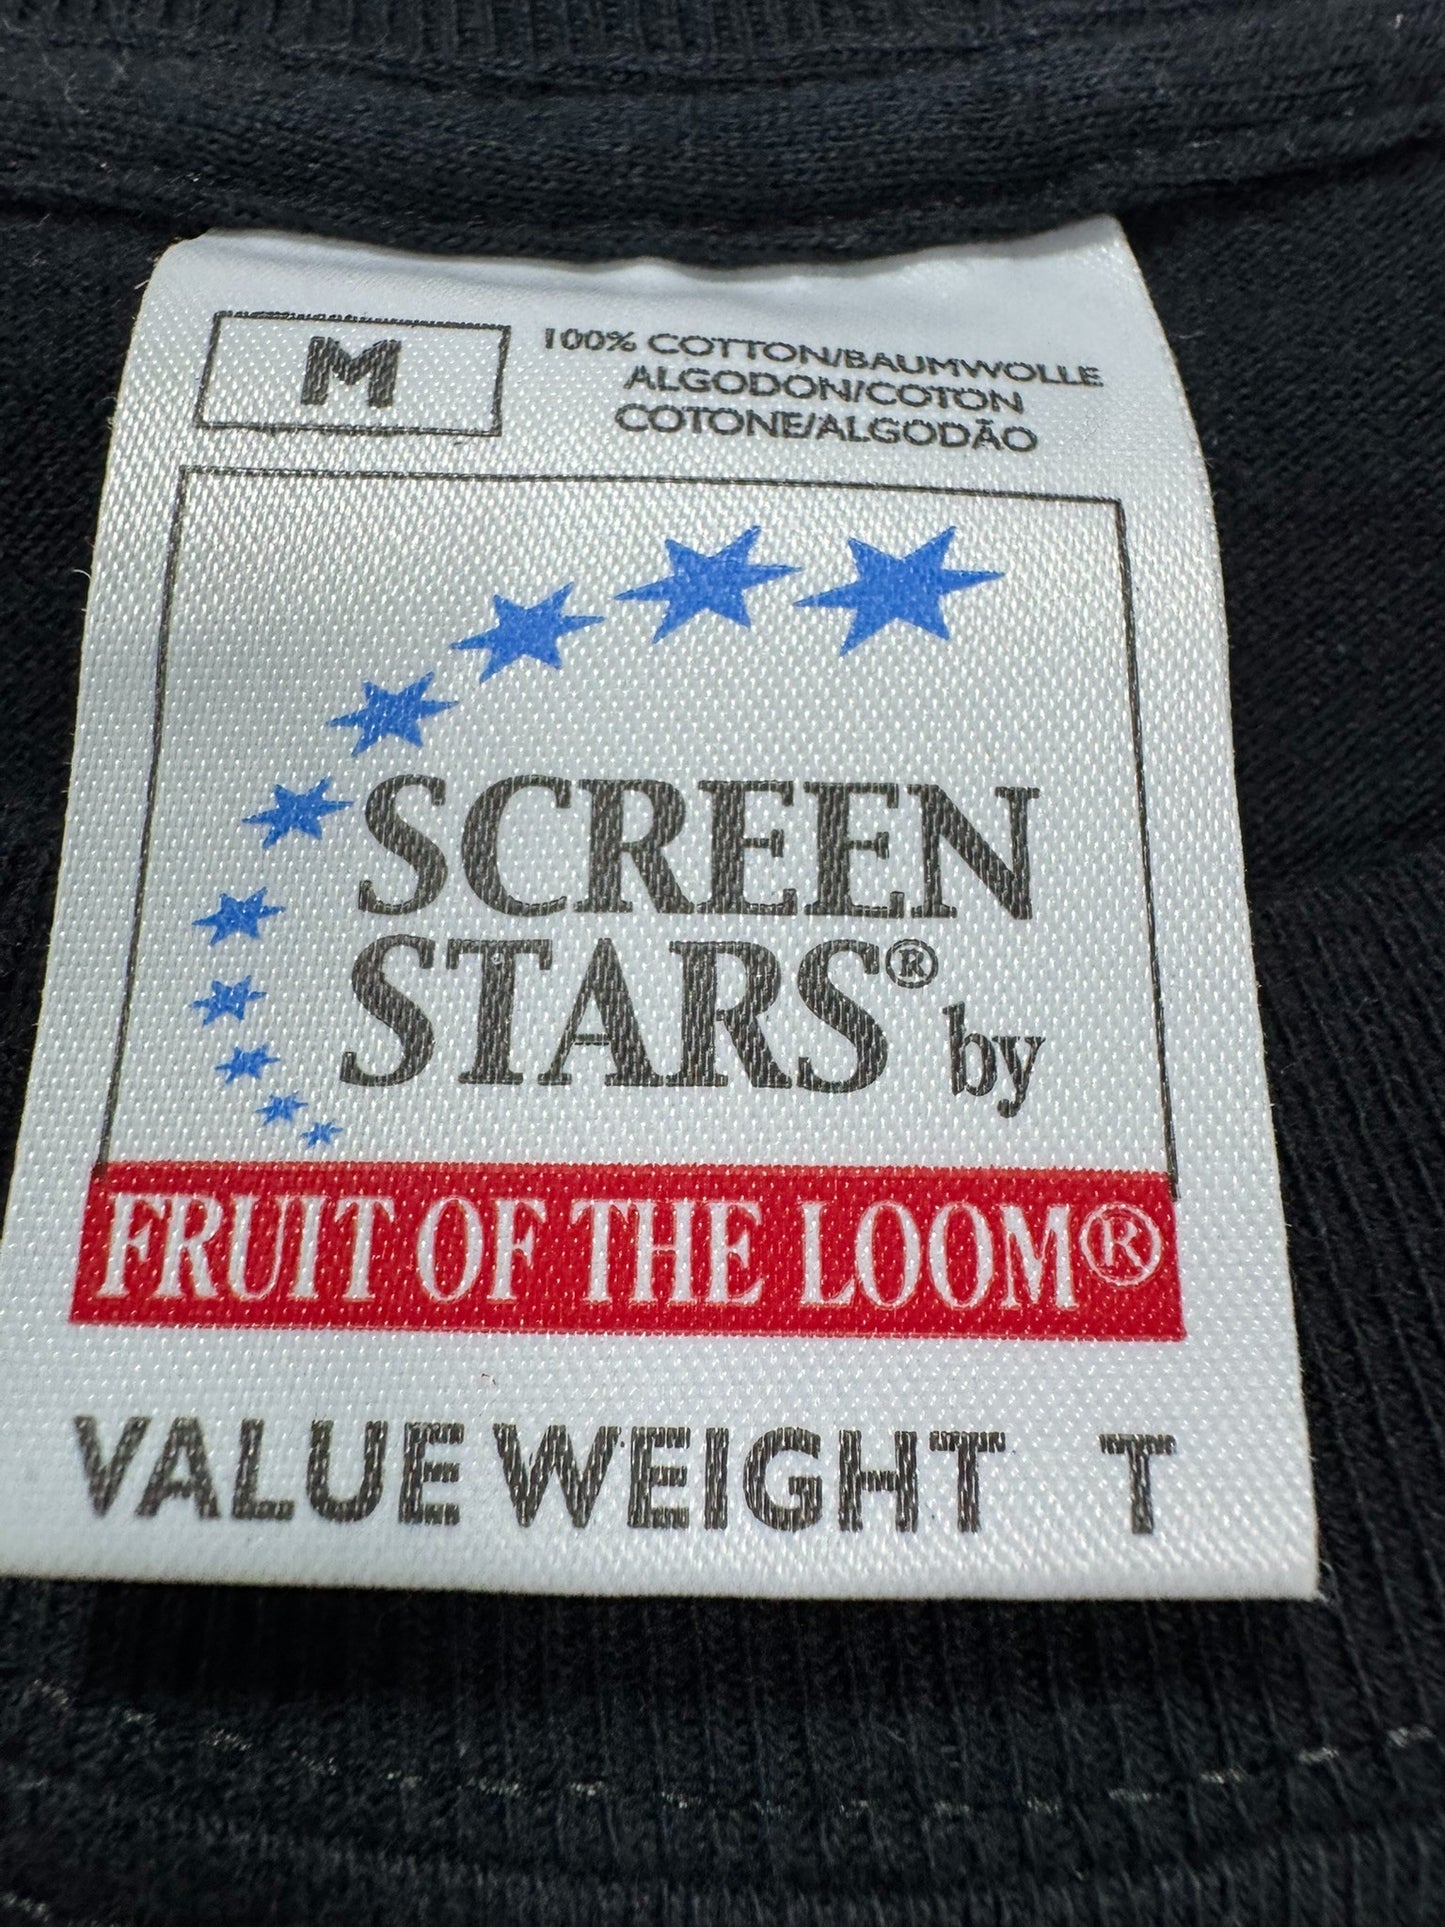 M
100% COTTON/BAUMWOLLE
ALGODON/COTON
COTONE/ALGODÃO
SCREEN
STARS® by
FRUIT OF THE LOOM®
VALUE WEIGHT T